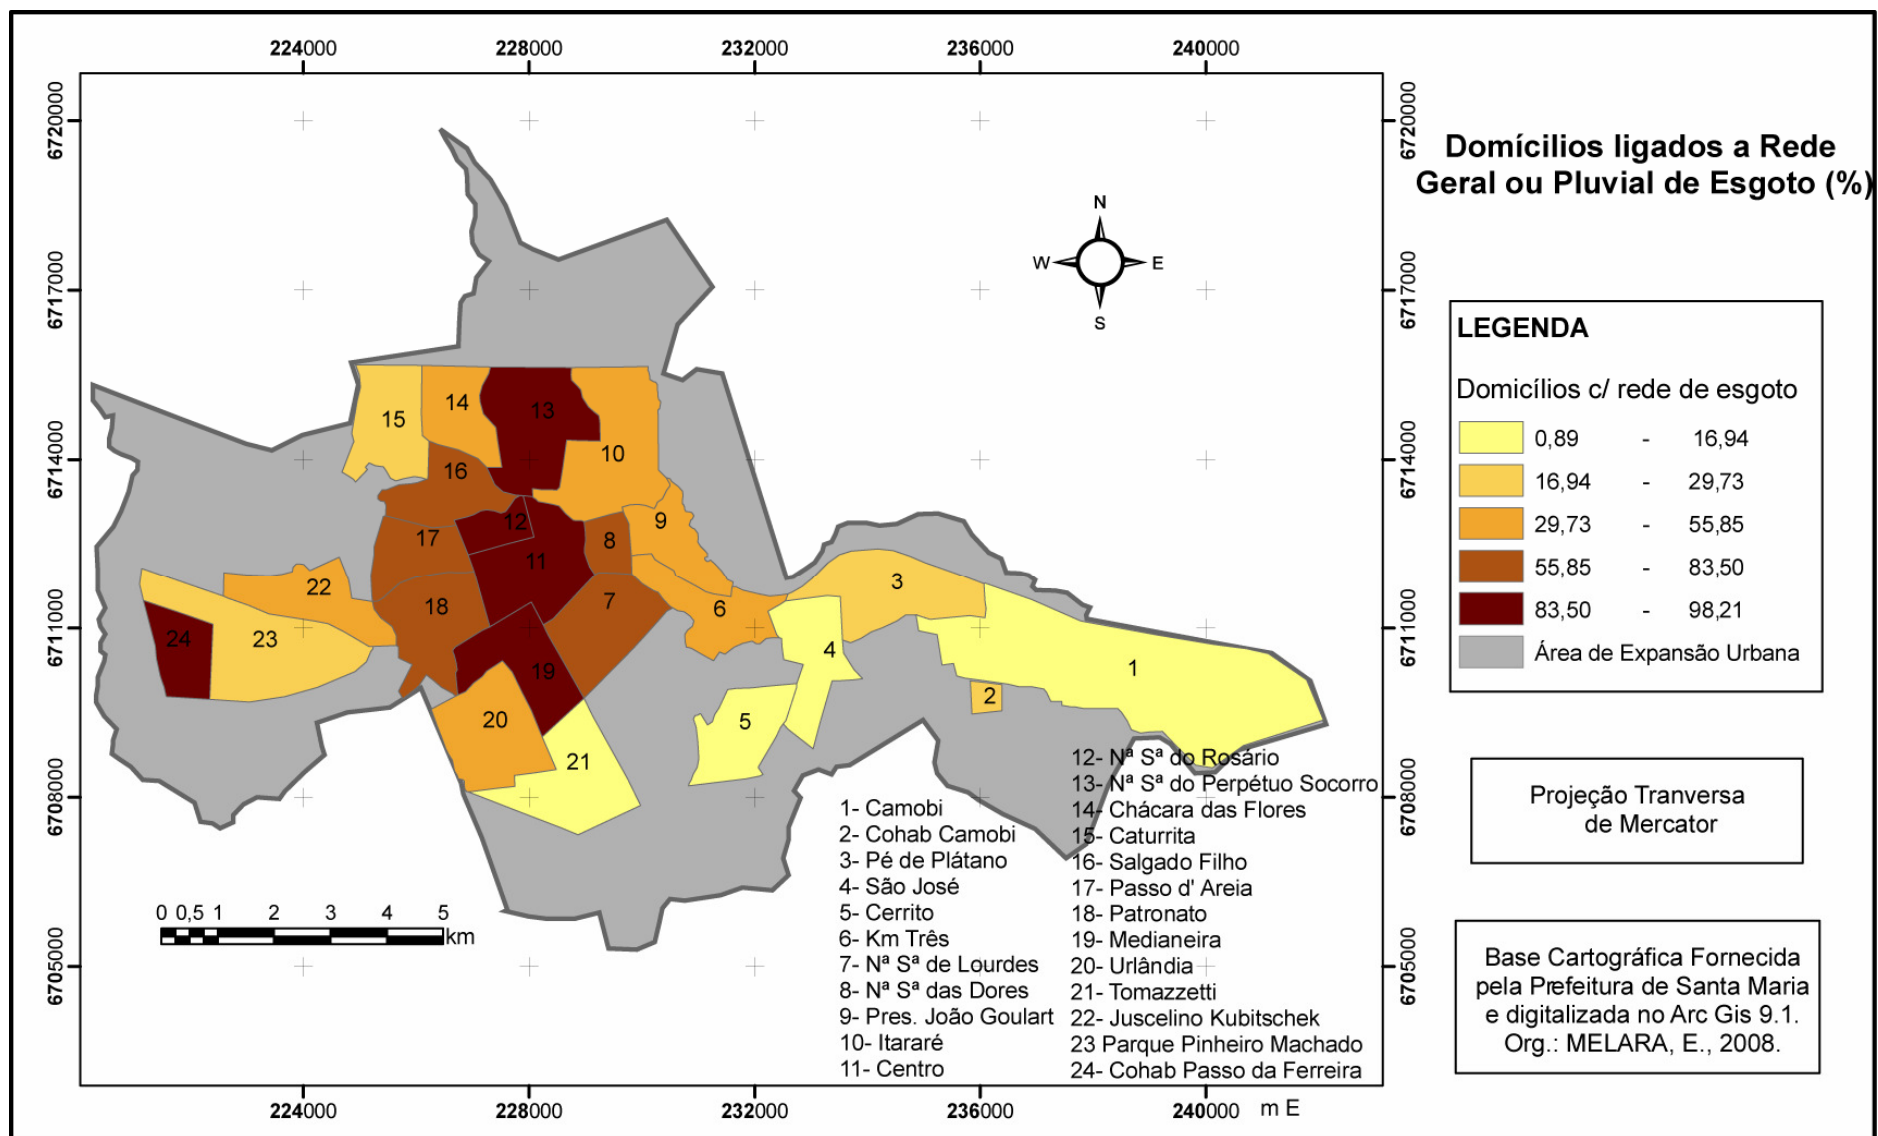 224000 228000 232000 236000 240000
6720000 6720000
6717000 6717000
6714000 6714000
6711000 6711000
6708000 6708000
6705000 6705000
N
W E
S
15
14
13
10
16
9
12
17
8
11
22
18
7
6
3
24
23
4
1
19
2
20
5
21
1- Camobi
2- Cohab Camobi
3- Pé de Plátano
4- São José
5- Cerrito
6- Km Três
7- Nª Sª de Lourdes
8- Nª Sª das Dores
9- Pres. João Goulart
10- Itararé
11- Centro
12- Nª Sª do Rosário
13- Nª Sª do Perpétuo Socorro
14- Chácara das Flores
15- Caturrita
16- Salgado Filho
17- Passo d' Areia
18- Patronato
19- Medianeira
20- Urlândia
21- Tomazzetti
22- Juscelino Kubitschek
23 Parque Pinheiro Machado
24- Cohab Passo da Ferreira
0 0,5 1 2 3 4 5
km
224000 228000 232000 236000 240000 m E
Domícilios ligados a Rede
Geral ou Pluvial de Esgoto (%)
LEGENDA
Domicílios c/ rede de esgoto
0,89 - 16,94
16,94 - 29,73
29,73 - 55,85
55,85 - 83,50
83,50 - 98,21
Área de Expansão Urbana
Projeção Tranversa
de Mercator
Base Cartográfica Fornecida
pela Prefeitura de Santa Maria
e digitalizada no Arc Gis 9.1.
Org.: MELARA, E., 2008.